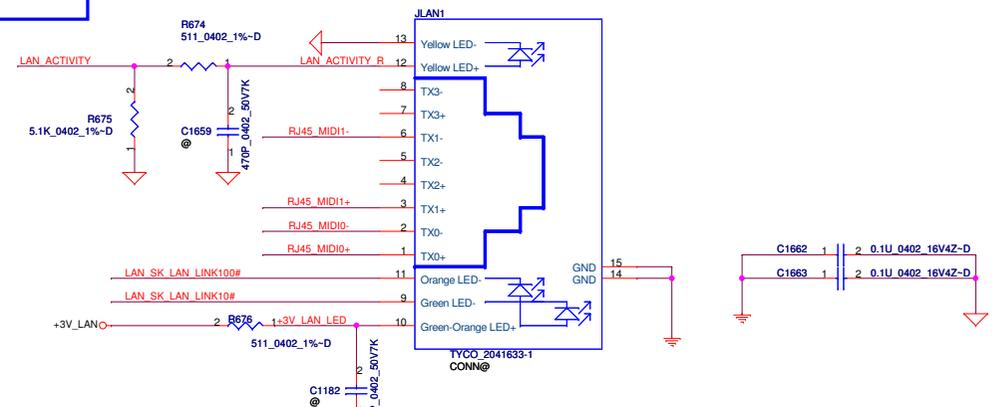 JLAN1
R674
511_0402_1%~D
LAN_ACTIVITY
2
1
LAN_ACTIVITY_R
13
Yellow LED-
12
Yellow LED+
8
TX3-
7
TX3+
6
TX1-
5
TX2-
4
TX2+
3
TX1+
2
TX0-
1
TX0+
11
Orange LED-
9
Green LED-
10
Green-Orange LED+
2
R675
5.1K_0402_1%~D
1
2
C1659
@
1
470P_0402_50V7K
RJ45_MIDI1-
RJ45_MIDI1+
RJ45_MIDI0-
RJ45_MIDI0+
LAN_SK_LAN_LINK100#
LAN_SK_LAN_LINK10#
+3V_LAN
2
R676
1
+3V_LAN_LED
511_0402_1%~D
GND
15
GND
14
TYCO_2041633-1
CONN@
2
C1182
@
P_0402_50V7K
C1662
1
2
0.1U_0402_16V4Z~D
C1663
1
2
0.1U_0402_16V4Z~D